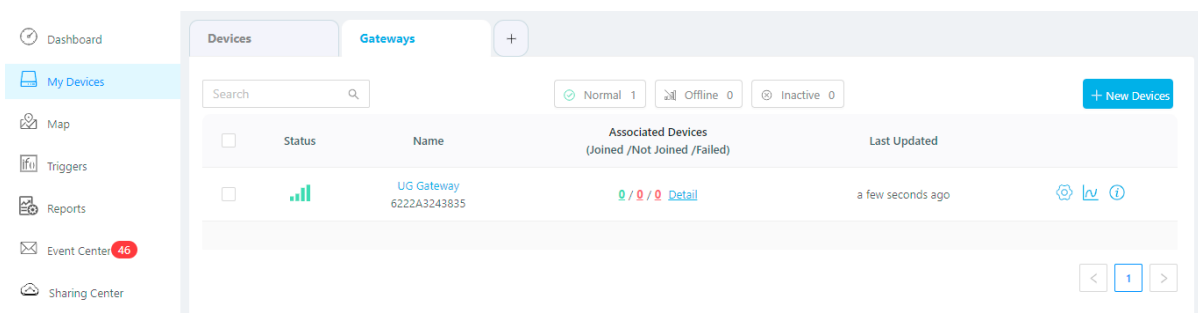 Dashboard
My Devices
Map
Triggers
Reports
Event Center 46
Sharing Center
Devices
Gateways
+
Search
Normal 1
Offline 0
Inactive 0
+ New Devices
Status
Name
Associated Devices
(Joined /Not Joined /Failed)
Last Updated
UG Gateway
6222A3243835
0 / 0 / 0 Detail
a few seconds ago
< 1 >